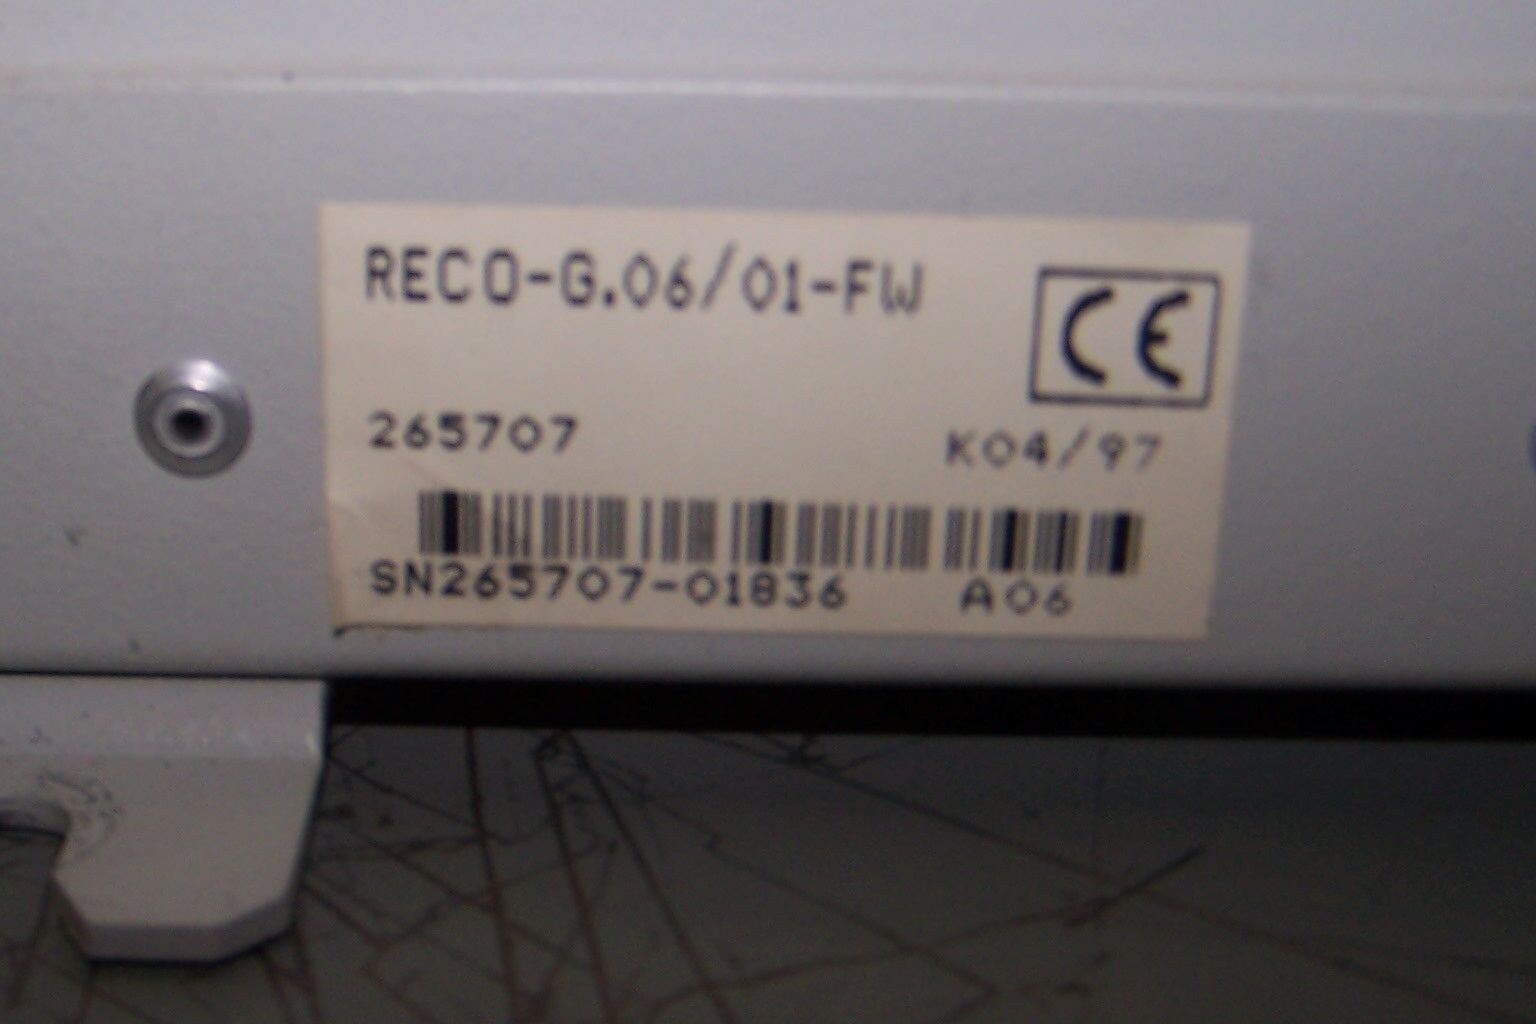 RECO-G.06/01-FW
CE
265707 K04/97
SN265707-01836 A06